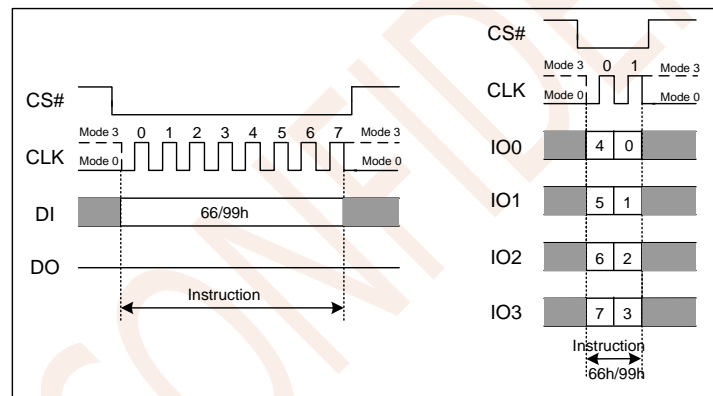 CS#
Mode 3 0 1 2 3 4 5 6 7 Mode 3
CLK
Mode 0 Mode 0
DI 66/99h
DO
Instruction
CS#
Mode 3 0 1 Mode 3
CLK
Mode 0 Mode 0
IO0 4 0
IO1 5 1
IO2 6 2
IO3 7 3
Instruction
66h/99h